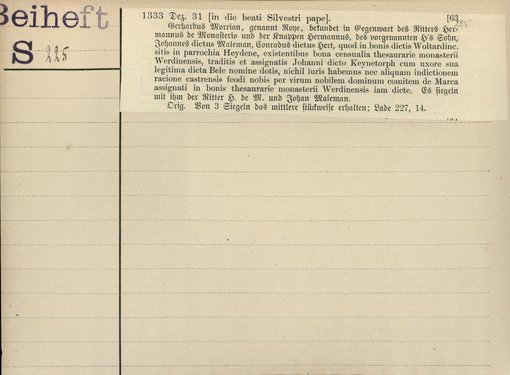 Beiheft
S 225
1333 Dez. 31 [in die beati Silvestri pape]. [63
Gerhardus Morrian, genannt Noye, bekundet in Gegenwart des Ritters Her-
mannus de Monasterio und der Knappen Hermannus, des vorgenannten H's Sohn,
Johannes dictus Maleman, Conradus dictus Hert, quod in bonis dictis Woltardinc.
sitis in parrochia Heydene, existentibus bona censualia thesaurarie monasterii
Werdinensis, traditis et assignatis Johanni dicto Keynetorph cum uxore sua
legitima dicta Bele nomine dotis, nichil iuris habemus nec aliquam indictionem
racione castrensis feodi nobis per virum nobilem dominum comitem de Marca
assignati in bonis thesaurarie monasterii Werdinensis iam dicte. Es siegeln
mit ihm der Ritter H. de M. und Johan Maleman.
Orig. Von 3 Siegeln das mittlere stückweise erhalten; Lade 227, 14.